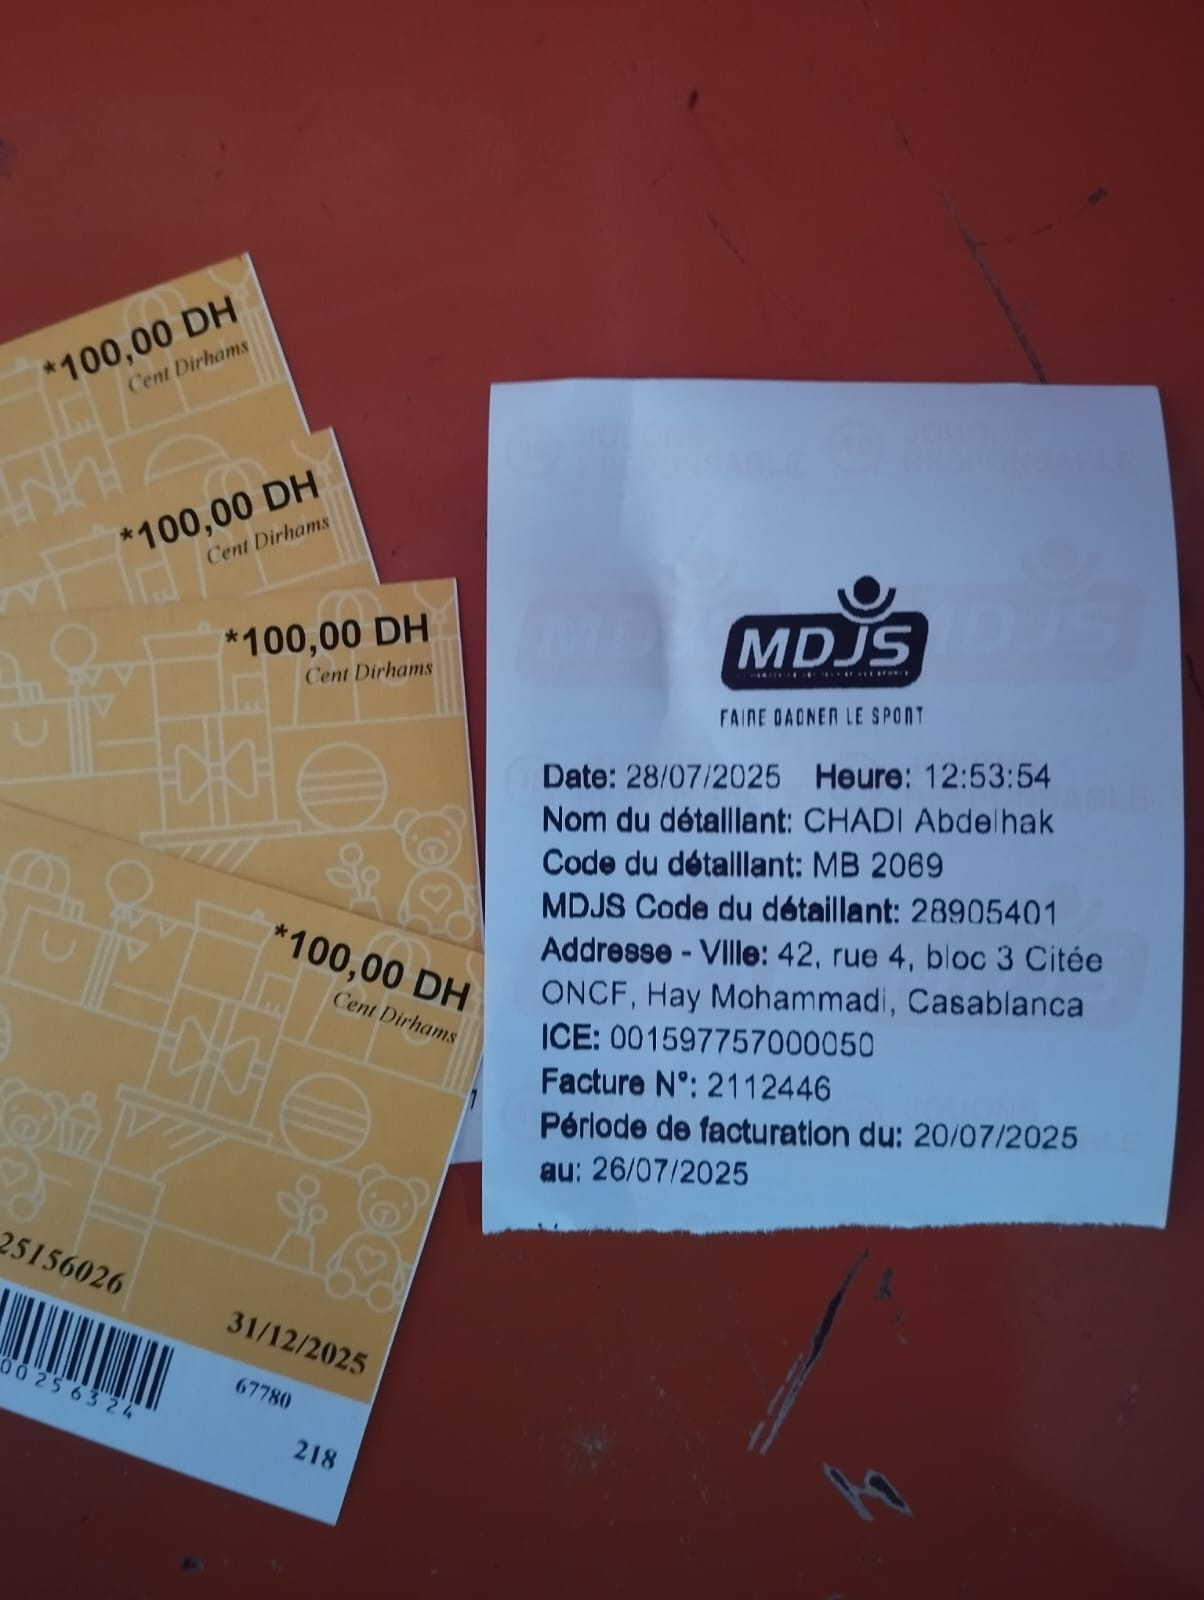 *100,00 DH
Cent Dirhams
*100,00 DH
Cent Dirhams
*100,00 DH
Cent Dirhams
*100,00 DH
Cent Dirhams
25156026
31/12/2025
00256324
67780
218
MDJS
FAIRE GAGNER LE SPORT
Date: 28/07/2025 Heure: 12:53:54
Nom du détaillant: CHADI Abdelhak
Code du détaillant: MB 2069
MDJS Code du détaillant: 28905401
Addresse - Ville: 42, rue 4, bloc 3 Citée
ONCF, Hay Mohammadi, Casablanca
ICE: 001597757000050
Facture N°: 2112446
Période de facturation du: 20/07/2025
au: 26/07/2025